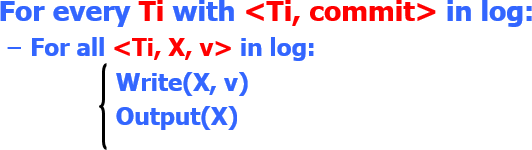 For every Ti with <Ti, commit> in log:
– For all <Ti, X, v> in log:
Write(X, v)
Output(X)